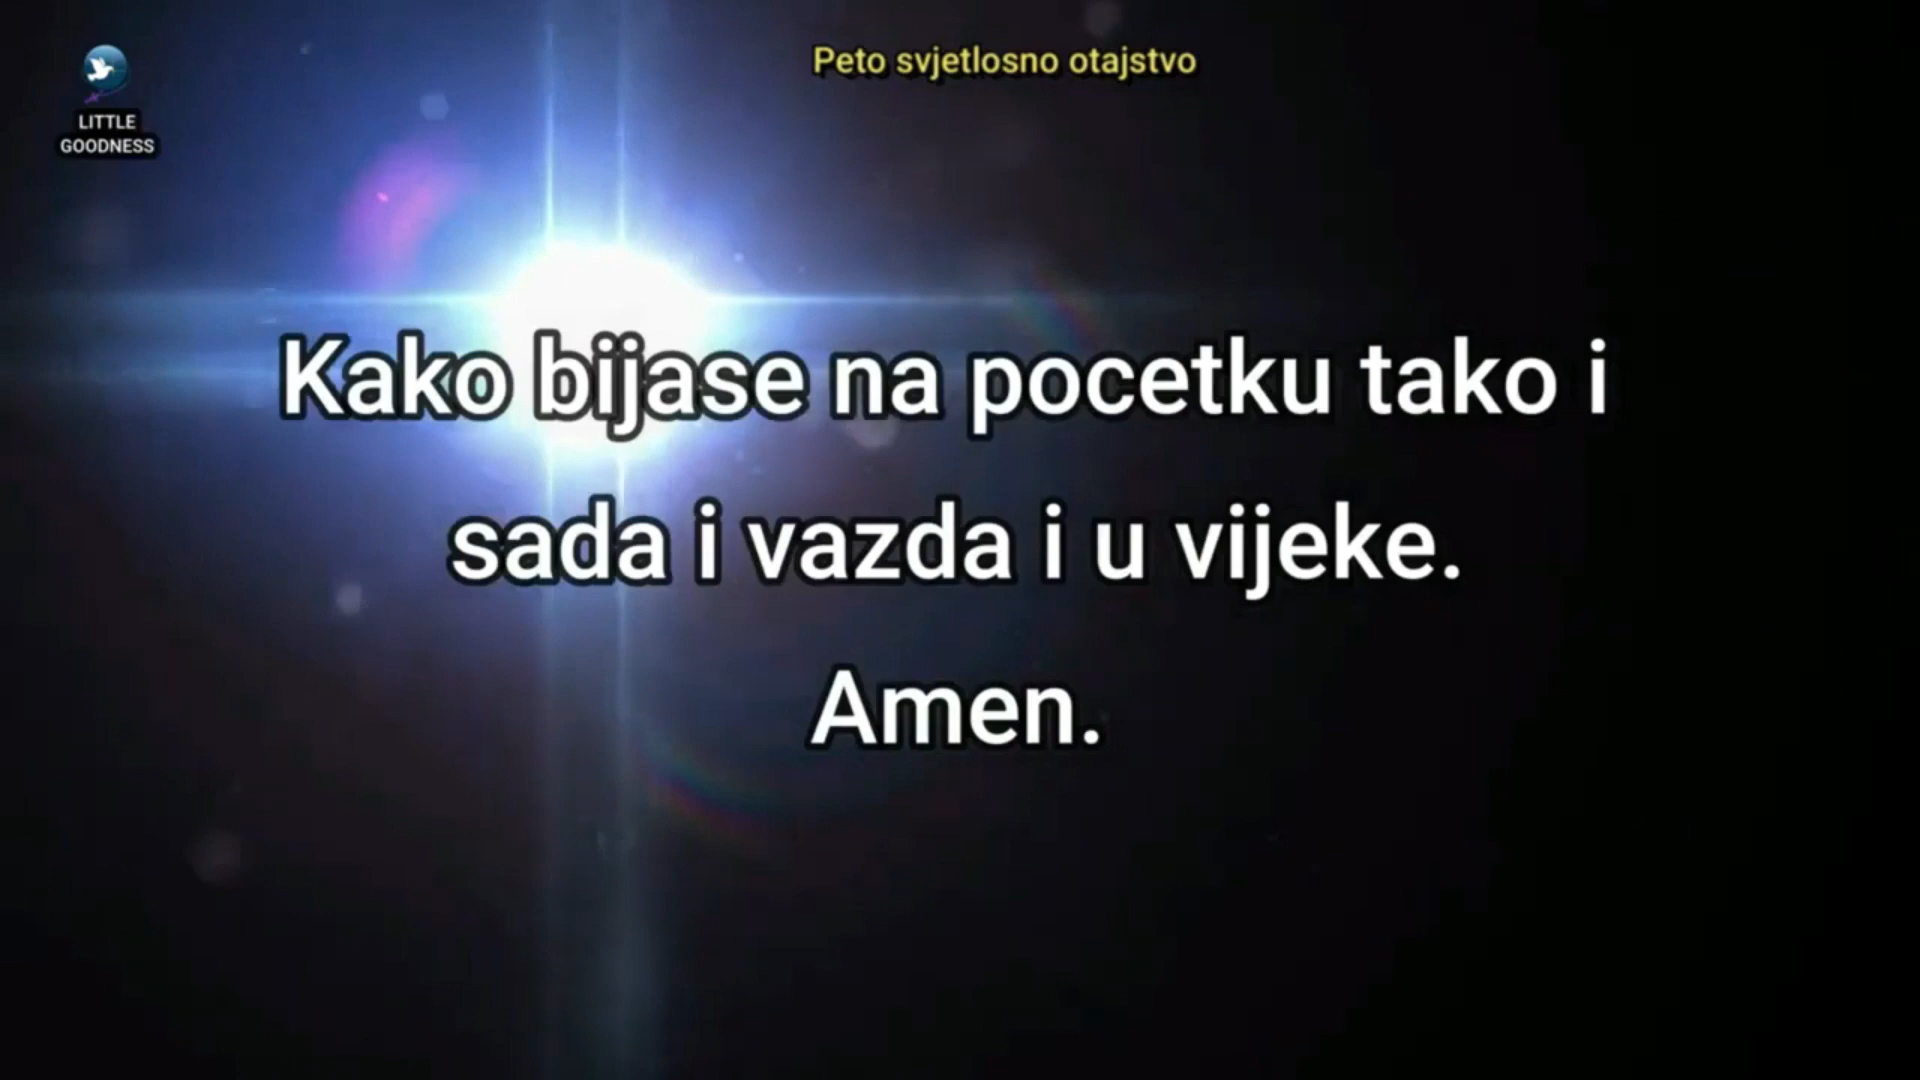 Peto svjetlosno otajstvo
LITTLE
GOODNESS
Kako bijase na pocetku tako i
sada i vazda i u vijeke.
Amen.